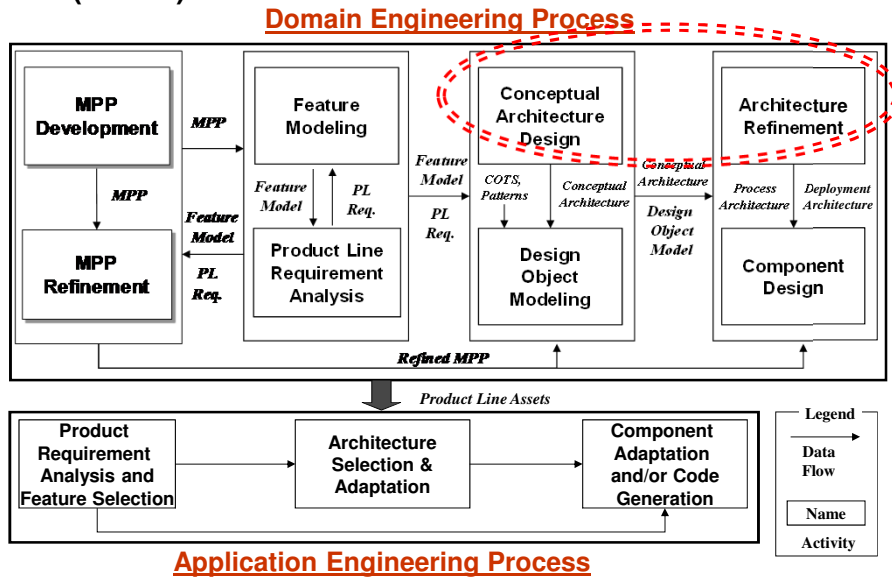 Domain Engineering Process
MPP
Development
MPP
MPP
Refinement
MPP
Feature
Model
PL
Req.
Feature
Modeling
Feature
Model
PL
Req.
Product Line
Requirement
Analysis
Feature
Model
PL
Req.
Conceptual
Architecture
Design
COTS,
Patterns
Conceptual
Architecture
Design
Object
Modeling
Conceptual
Architecture
Design
Object
Model
Architecture
Refinement
Process
Architecture
Deployment
Architecture
Component
Design
Refined MPP
Product Line Assets
Product
Requirement
Analysis and
Feature Selection
Architecture
Selection &
Adaptation
Component
Adaptation
and/or Code
Generation
Legend
Data
Flow
Name
Activity
Application Engineering Process